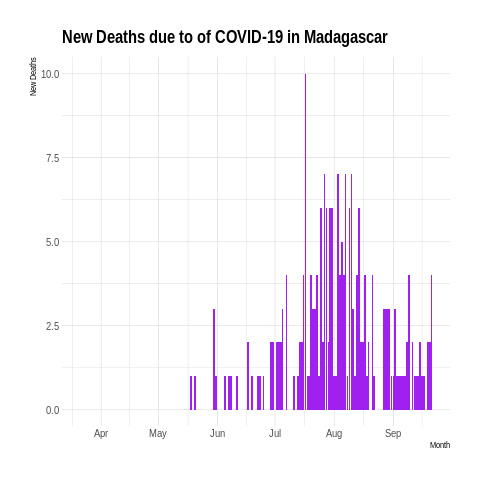 New Deaths due to of COVID-19 in Madagascar
New Deaths
10.0
7.5
5.0
2.5
0.0
Apr May Jun Jul Aug Sep
Month